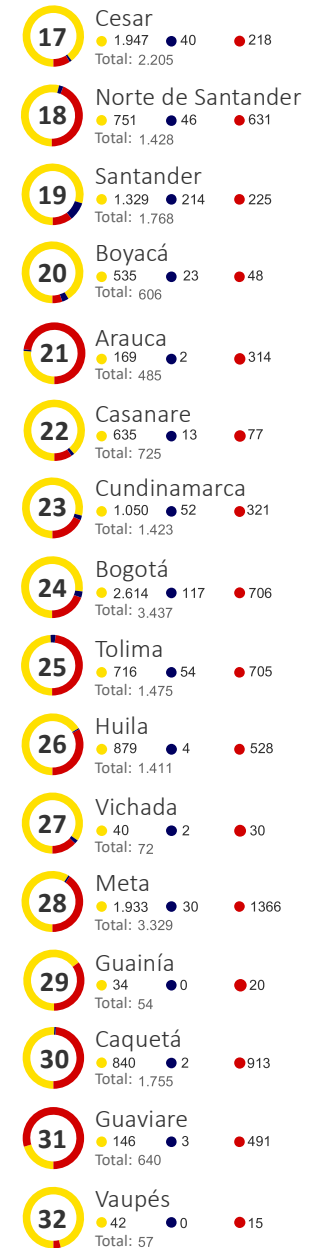 17
Cesar
1.947 40 218
Total: 2.205
18
Norte de Santander
751 46 631
Total: 1.428
19
Santander
1.329 214 225
Total: 1.768
20
Boyacá
535 23 48
Total: 606
21
Arauca
169 2 314
Total: 485
22
Casanare
635 13 77
Total: 725
23
Cundinamarca
1.050 52 321
Total: 1.423
24
Bogotá
2.614 117 706
Total: 3.437
25
Tolima
716 54 705
Total: 1.475
26
Huila
879 4 528
Total: 1.411
27
Vichada
40 2 30
Total: 72
28
Meta
1.933 30 1366
Total: 3.329
29
Guainía
34 0 20
Total: 54
30
Caquetá
840 2 913
Total: 1.755
31
Guaviare
146 3 491
Total: 640
32
Vaupés
42 0 15
Total: 57